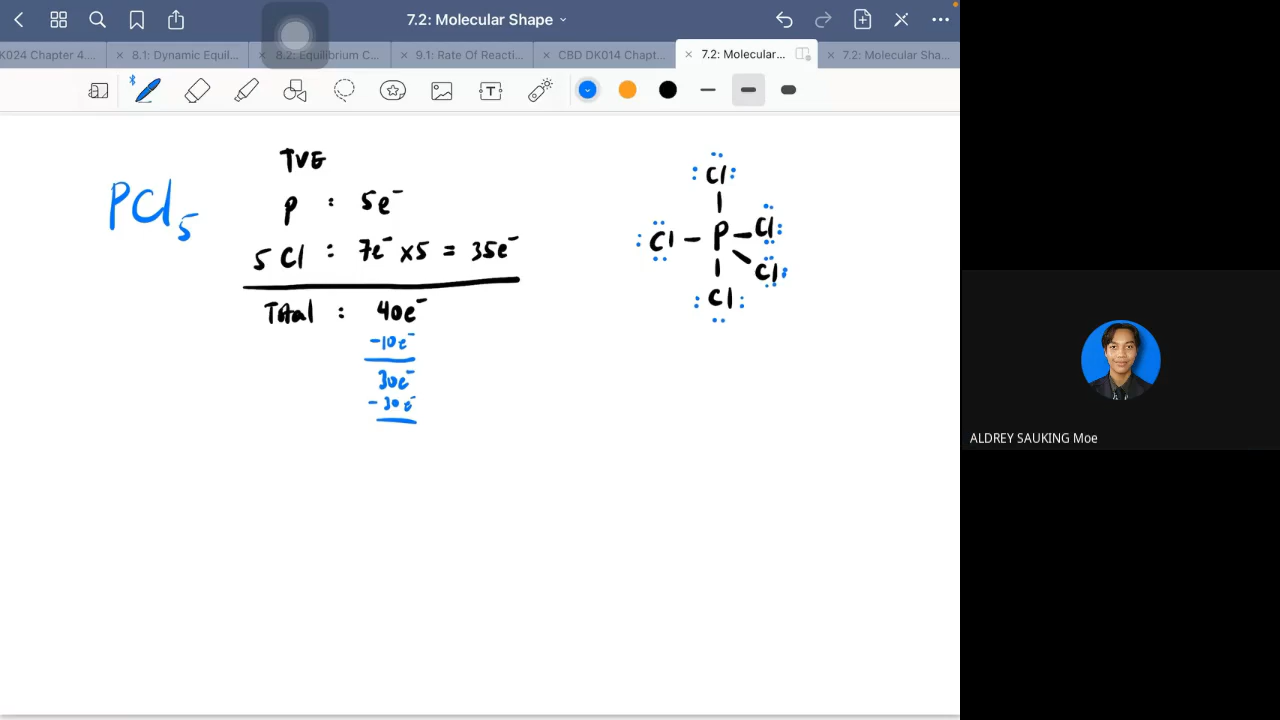 7.2: Molecular Shape
K024 Chapter 4....
8.1: Dynamic Equil...
8.2: Equilibrium C...
9.1: Rate Of Reacti...
CBD DK014 Chapt...
7.2: Molecular...
7.2: Molecular Sha...
TVE
PCl5
P : 5e⁻
5 Cl : 7e⁻ x5 = 35e⁻
Total : 40e⁻
-10e⁻
30e⁻
-30e⁻
Cl
Cl - P - Cl
Cl
Cl
ALDREY SAUKING Moe